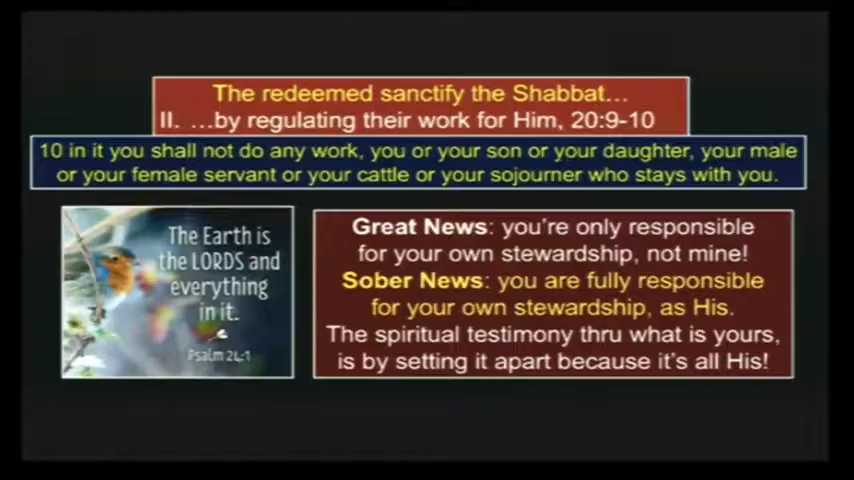 The redeemed sanctify the Shabbat...
II. ...by regulating their work for Him, 20:9-10
10 in it you shall not do any work, you or your son or your daughter, your male
or your female servant or your cattle or your sojourner who stays with you.
The Earth is
the LORDS and
everything
in it.
Psalm 24:1
Great News: you're only responsible
for your own stewardship, not mine!
Sober News: you are fully responsible
for your own stewardship, as His.
The spiritual testimony thru what is yours,
is by setting it apart because it's all His!